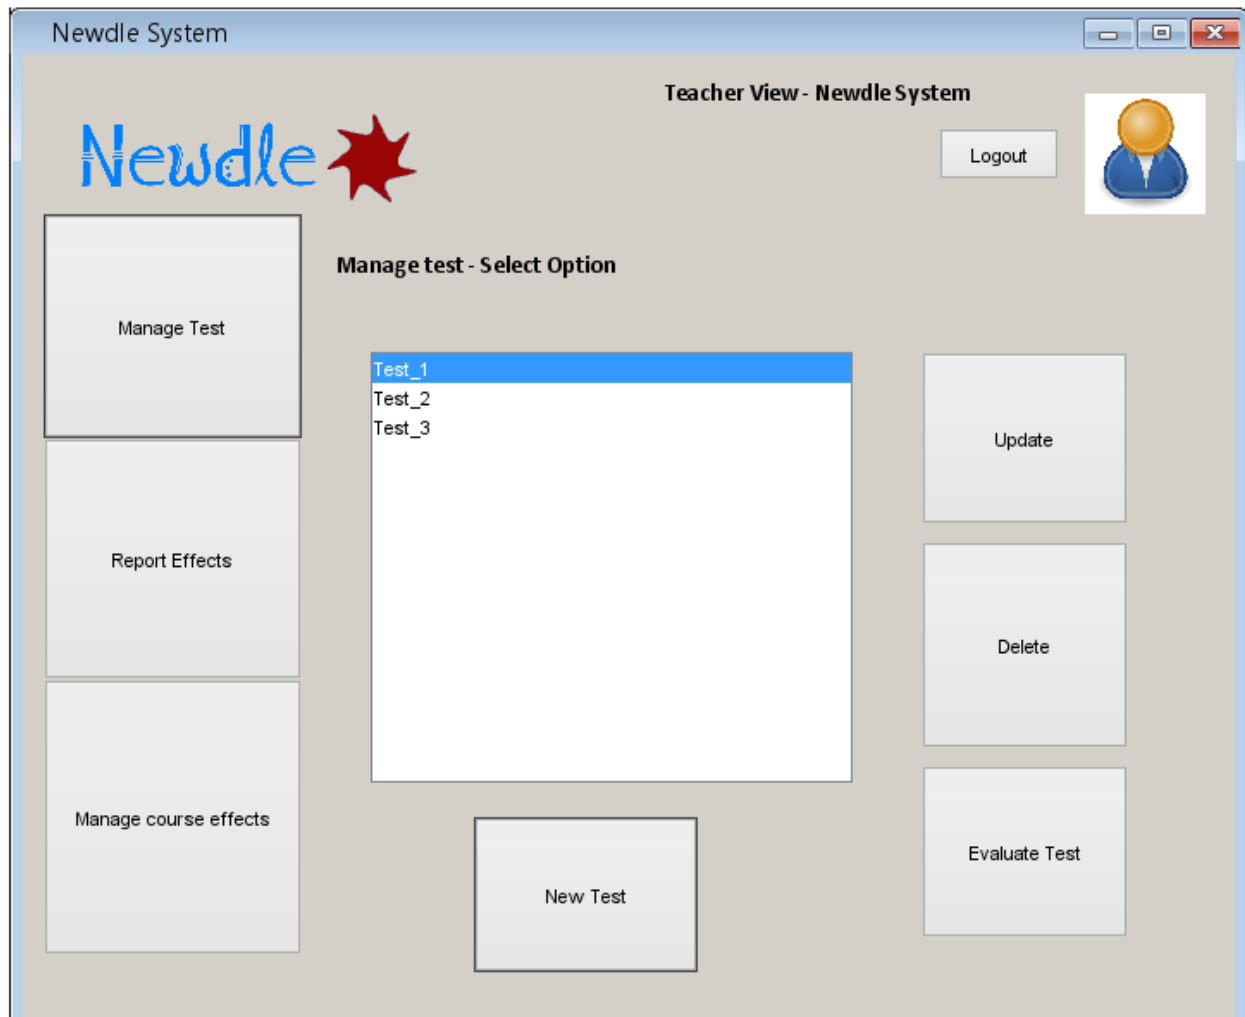 Newdle System
Teacher View - Newdle System
Newdle
Logout
Manage test - Select Option
Manage Test
Test_1
Test_2
Test_3
Update
Report Effects
Delete
Manage course effects
Evaluate Test
New Test